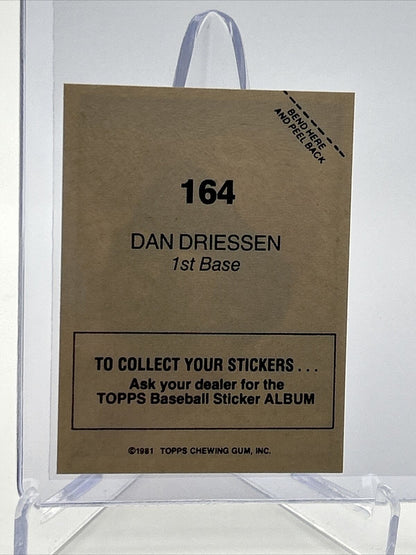 BEND HERE
AND PEEL BACK
164
DAN DRIESSEN
1st Base
TO COLLECT YOUR STICKERS . . .
Ask your dealer for the
TOPPS Baseball Sticker ALBUM
©1981 TOPPS CHEWING GUM, INC.